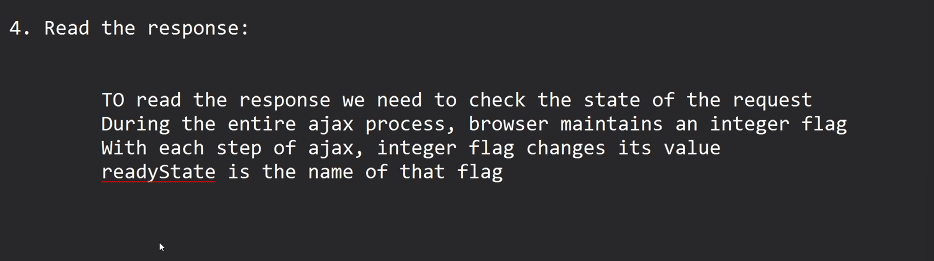 4. Read the response:
TO read the response we need to check the state of the request
During the entire ajax process, browser maintains an integer flag
With each step of ajax, integer flag changes its value
readyState is the name of that flag